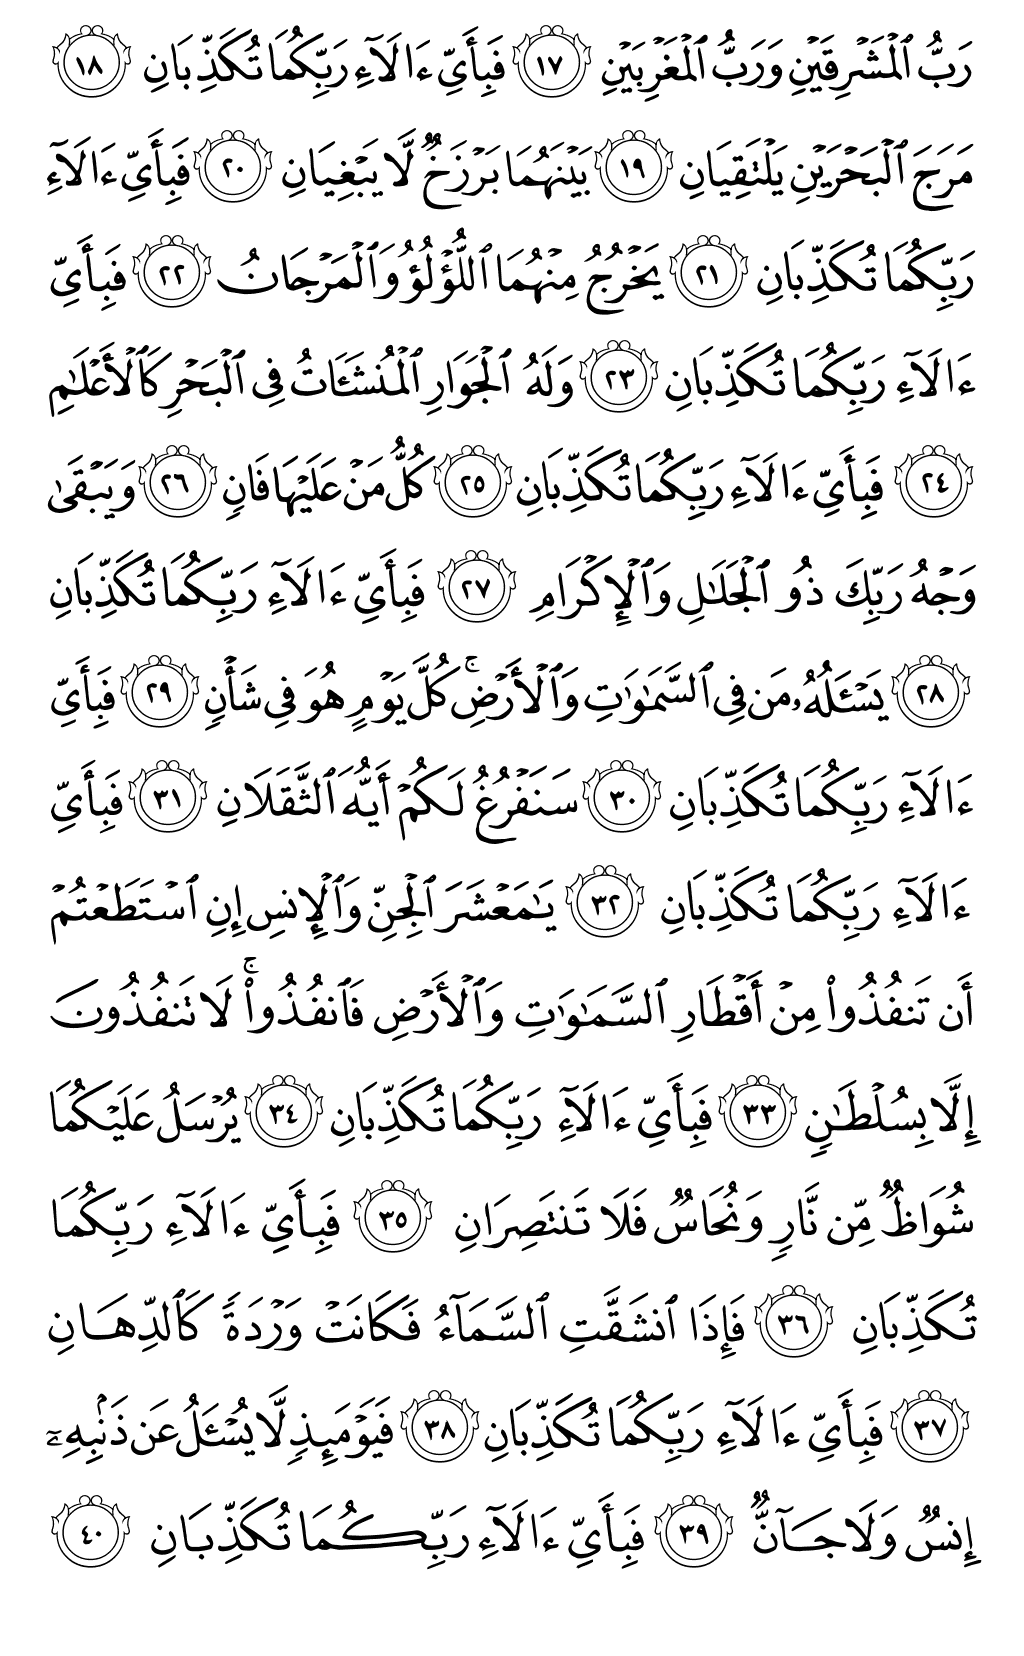 رَبُّ ٱلْمَشْرِقَيْنِ وَرَبُّ ٱلْمَغْرِبَيْنِ ١٧ فَبِأَيِّ ءَالَآءِ رَبِّكُمَا تُكَذِّبَانِ ١٨
مَرَجَ ٱلْبَحْرَيْنِ يَلْتَقِيَانِ ١٩ بَيْنَهُمَا بَرْزَخٌ لَّا يَبْغِيَانِ ٢٠ فَبِأَيِّ ءَالَآءِ
رَبِّكُمَا تُكَذِّبَانِ ٢١ يَخْرُجُ مِنْهُمَا ٱللُّؤْلُؤُ وَٱلْمَرْجَانُ ٢٢ فَبِأَيِّ
ءَالَآءِ رَبِّكُمَا تُكَذِّبَانِ ٢٣ وَلَهُ ٱلْجَوَارِ ٱلْمُنشَـَٔاتُ فِى ٱلْبَحْرِ كَٱلْأَعْلَٰمِ
٢٤ فَبِأَيِّ ءَالَآءِ رَبِّكُمَا تُكَذِّبَانِ ٢٥ كُلُّ مَنْ عَلَيْهَا فَانٍ ٢٦ وَيَبْقَىٰ
وَجْهُ رَبِّكَ ذُو ٱلْجَلَٰلِ وَٱلْإِكْرَامِ ٢٧ فَبِأَيِّ ءَالَآءِ رَبِّكُمَا تُكَذِّبَانِ
٢٨ يَسْـَٔلُهُۥ مَن فِى ٱلسَّمَٰوَٰتِ وَٱلْأَرْضِ ۚ كُلَّ يَوْمٍ هُوَ فِى شَأْنٍ ٢٩ فَبِأَيِّ
ءَالَآءِ رَبِّكُمَا تُكَذِّبَانِ ٣٠ سَنَفْرُغُ لَكُمْ أَيُّهَ ٱلثَّقَلَانِ ٣١ فَبِأَيِّ
ءَالَآءِ رَبِّكُمَا تُكَذِّبَانِ ٣٢ يَٰمَعْشَرَ ٱلْجِنِّ وَٱلْإِنسِ إِنِ ٱسْتَطَعْتُمْ
أَن تَنفُذُوا۟ مِنْ أَقْطَارِ ٱلسَّمَٰوَٰتِ وَٱلْأَرْضِ فَٱنفُذُوا۟ ۚ لَا تَنفُذُونَ
إِلَّا بِسُلْطَٰنٍ ٣٣ فَبِأَيِّ ءَالَآءِ رَبِّكُمَا تُكَذِّبَانِ ٣٤ يُرْسَلُ عَلَيْكُمَا
شُوَاظٌ مِّن نَّارٍ وَنُحَاسٌ فَلَا تَنتَصِرَانِ ٣٥ فَبِأَيِّ ءَالَآءِ رَبِّكُمَا
تُكَذِّبَانِ ٣٦ فَإِذَا ٱنشَقَّتِ ٱلسَّمَآءُ فَكَانَتْ وَرْدَةً كَٱلدِّهَانِ
٣٧ فَبِأَيِّ ءَالَآءِ رَبِّكُمَا تُكَذِّبَانِ ٣٨ فَيَوْمَئِذٍ لَّا يُسْـَٔلُ عَن ذَنۢبِهِۦٓ
إِنسٌ وَلَا جَآنٌّ ٣٩ فَبِأَيِّ ءَالَآءِ رَبِّكُمَا تُكَذِّبَانِ ٤٠